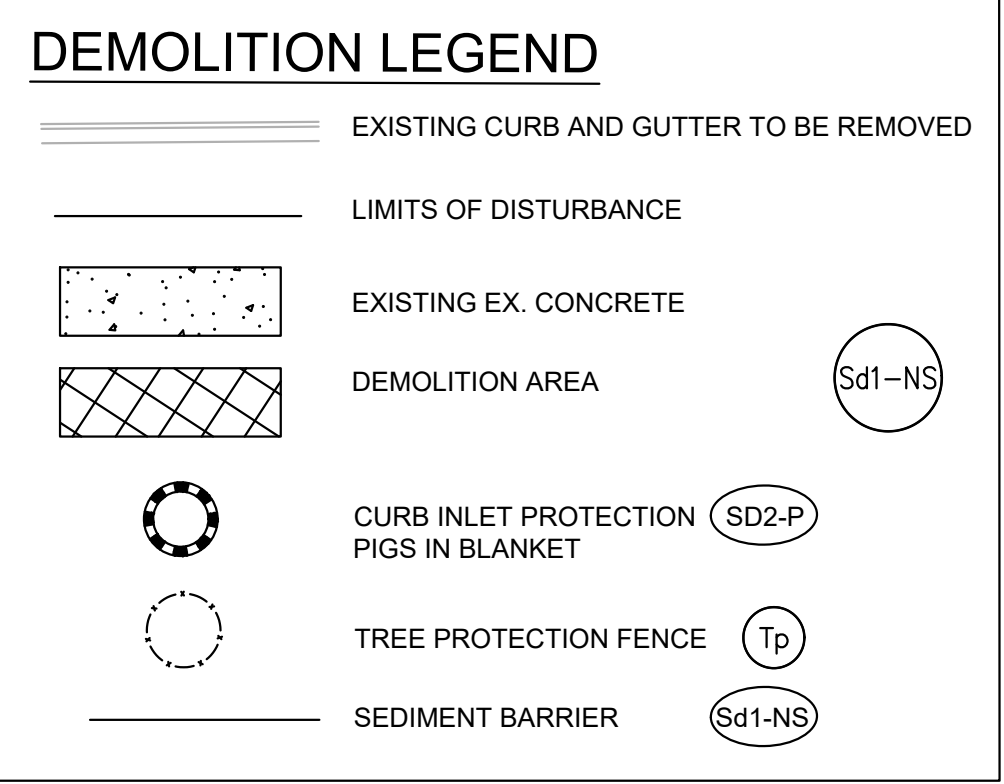 DEMOLITION LEGEND
EXISTING CURB AND GUTTER TO BE REMOVED
LIMITS OF DISTURBANCE
EXISTING EX. CONCRETE
DEMOLITION AREA
Sd1-NS
CURB INLET PROTECTION SD2-P
PIGS IN BLANKET
TREE PROTECTION FENCE Tp
SEDIMENT BARRIER Sd1-NS